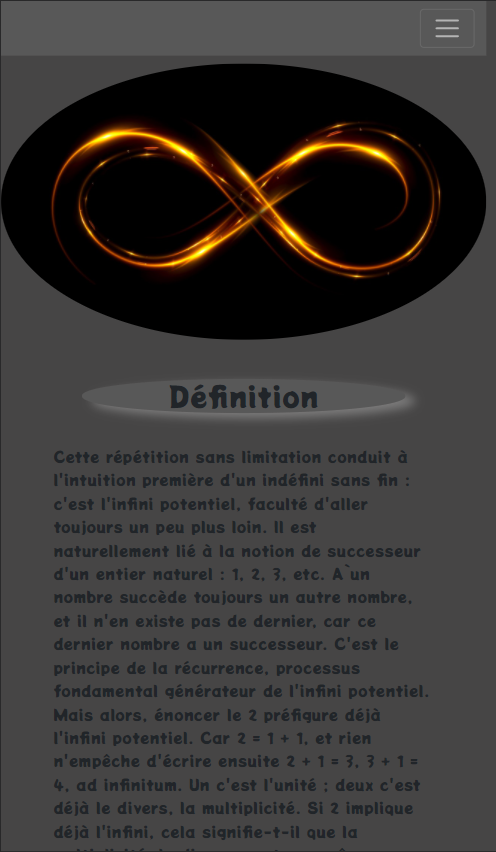 Définition
Cette répétition sans limitation conduit à
l'intuition première d'un indéfini sans fin :
c'est l'infini potentiel, faculté d'aller
toujours un peu plus loin. Il est
naturellement lié à la notion de successeur
d'un entier naturel : 1, 2, 3, etc. A`un
nombre succède toujours un autre nombre,
et il n'en existe pas de dernier, car ce
dernier nombre a un successeur. C'est le
principe de la récurrence, processus
fondamental générateur de l'infini potentiel.
Mais alors, énoncer le 2 préfigure déjà
l'infini potentiel. Car 2 = 1 + 1, et rien
n'empêche d'écrire ensuite 2 + 1 = 3, 3 + 1 =
4, ad infinitum. Un c'est l'unité ; deux c'est
déjà le divers, la multiplicité. Si 2 implique
déjà l'infini, cela signifie-t-il que la